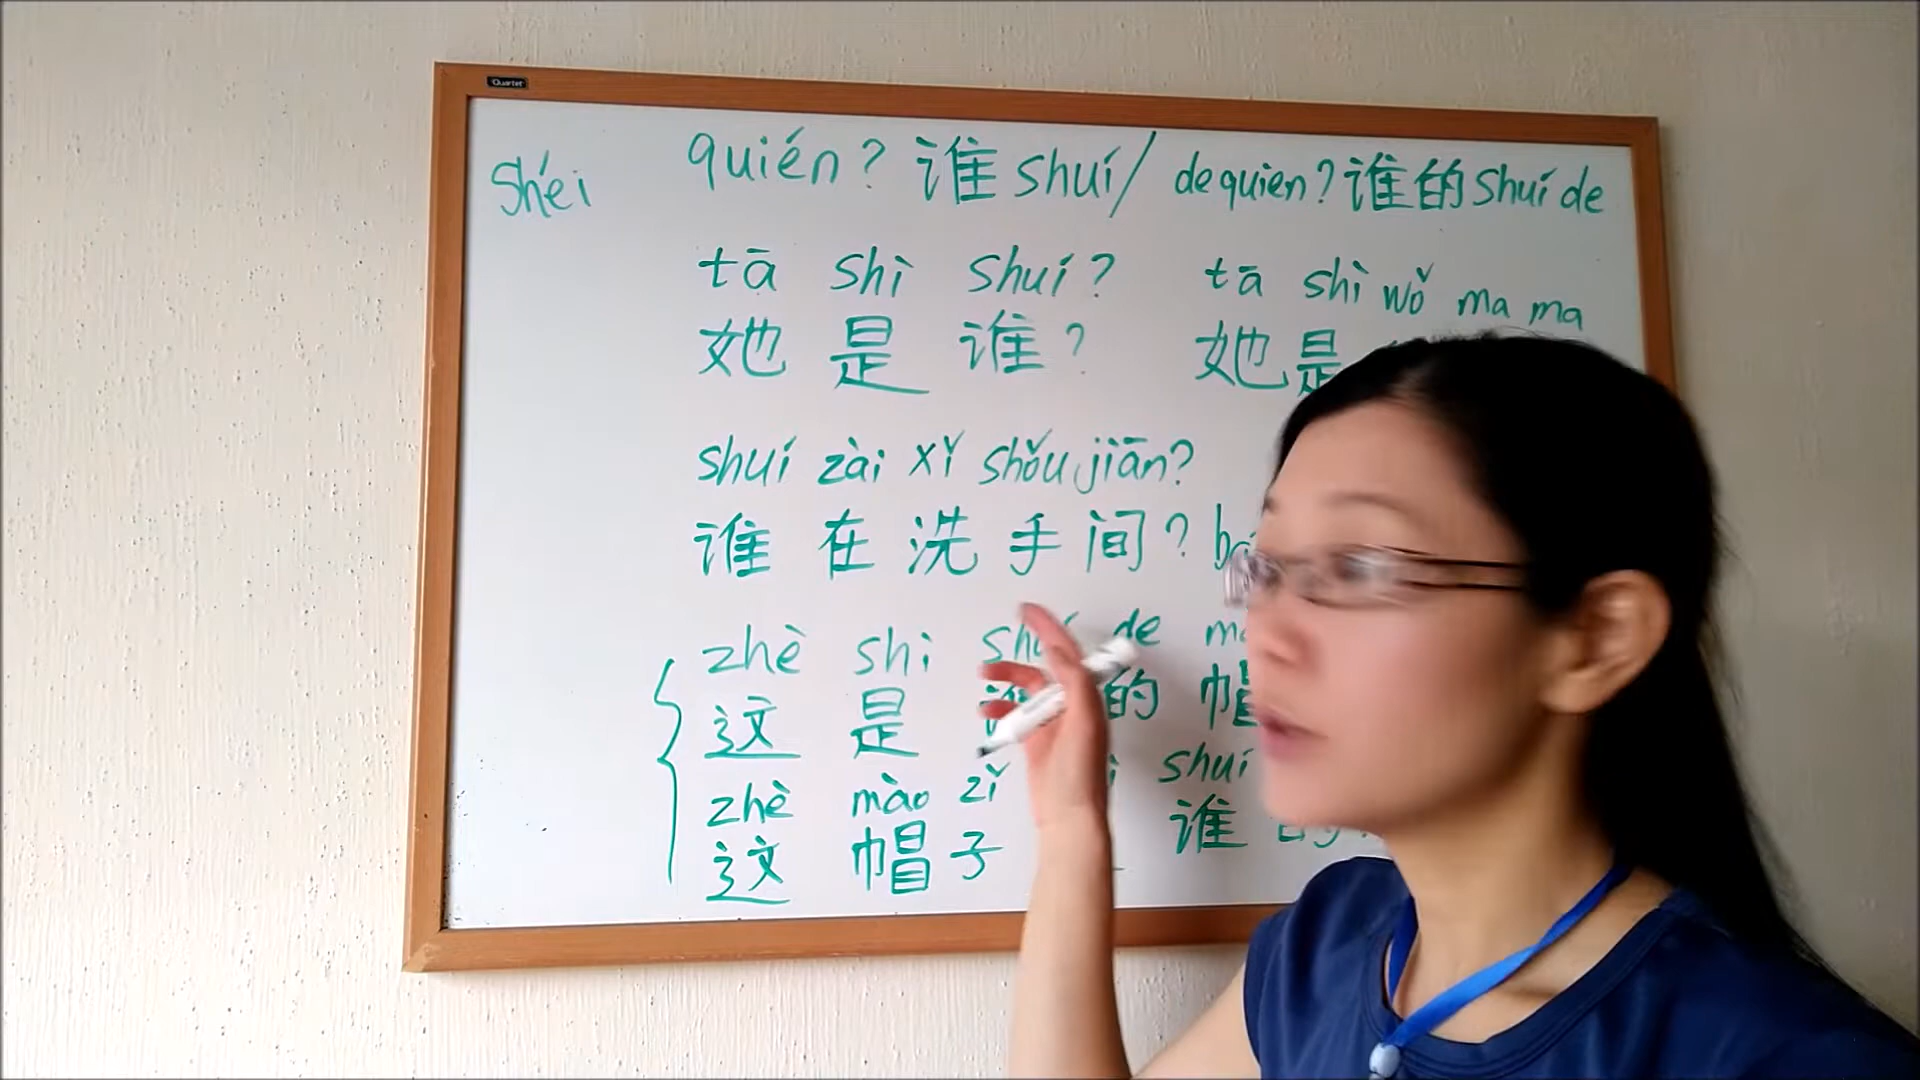 Quartet
shéi
quién? 谁 shuí/ de quien? 谁的 shuí de
tā shì shuí? tā shì wǒ ma ma
她 是 谁? 她是
shuí zài xǐ shǒu jiān?
谁 在 洗 手 间?
zhè shì de
这 是 的 帽
zhè mào zǐ shuí
这 帽 子 谁